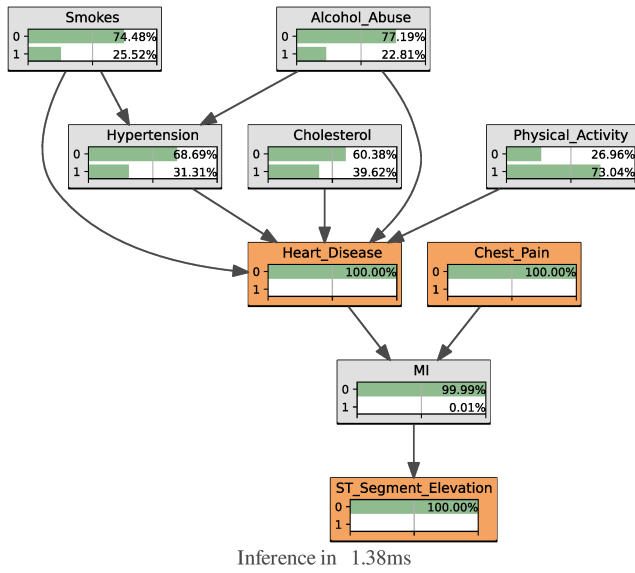 Smokes
0 74.48%
1 25.52%
Alcohol_Abuse
0 77.19%
1 22.81%
Hypertension
0 68.69%
1 31.31%
Cholesterol
0 60.38%
1 39.62%
Physical_Activity
0 26.96%
1 73.04%
Heart_Disease
0 100.00%
1
Chest_Pain
0 100.00%
1
MI
0 99.99%
1 0.01%
ST_Segment_Elevation
0 100.00%
1
Inference in 1.38ms